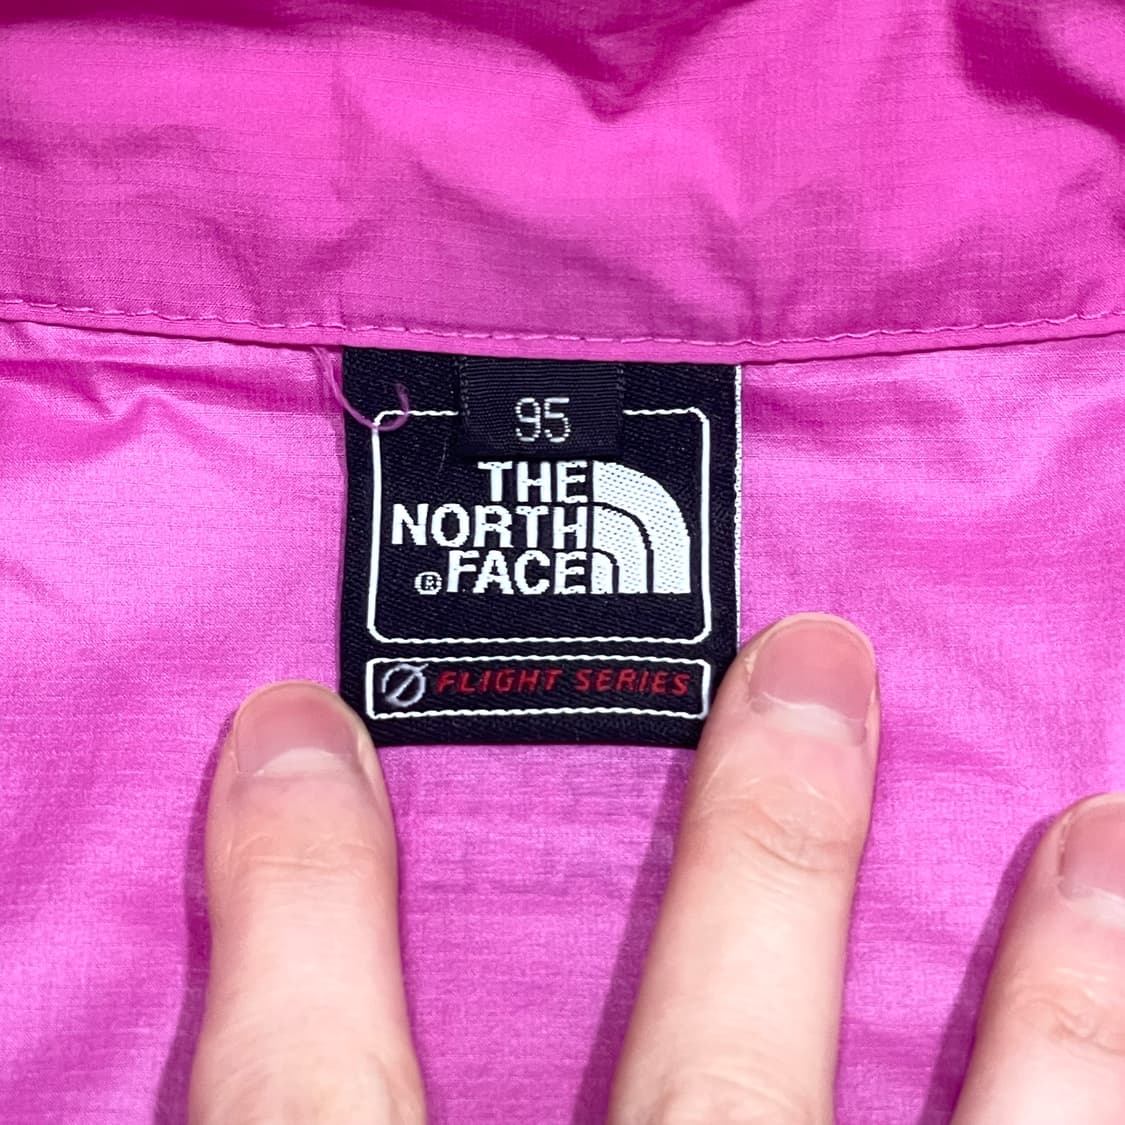 95
THE
NORTH
®FACE
FLIGHT SERIES